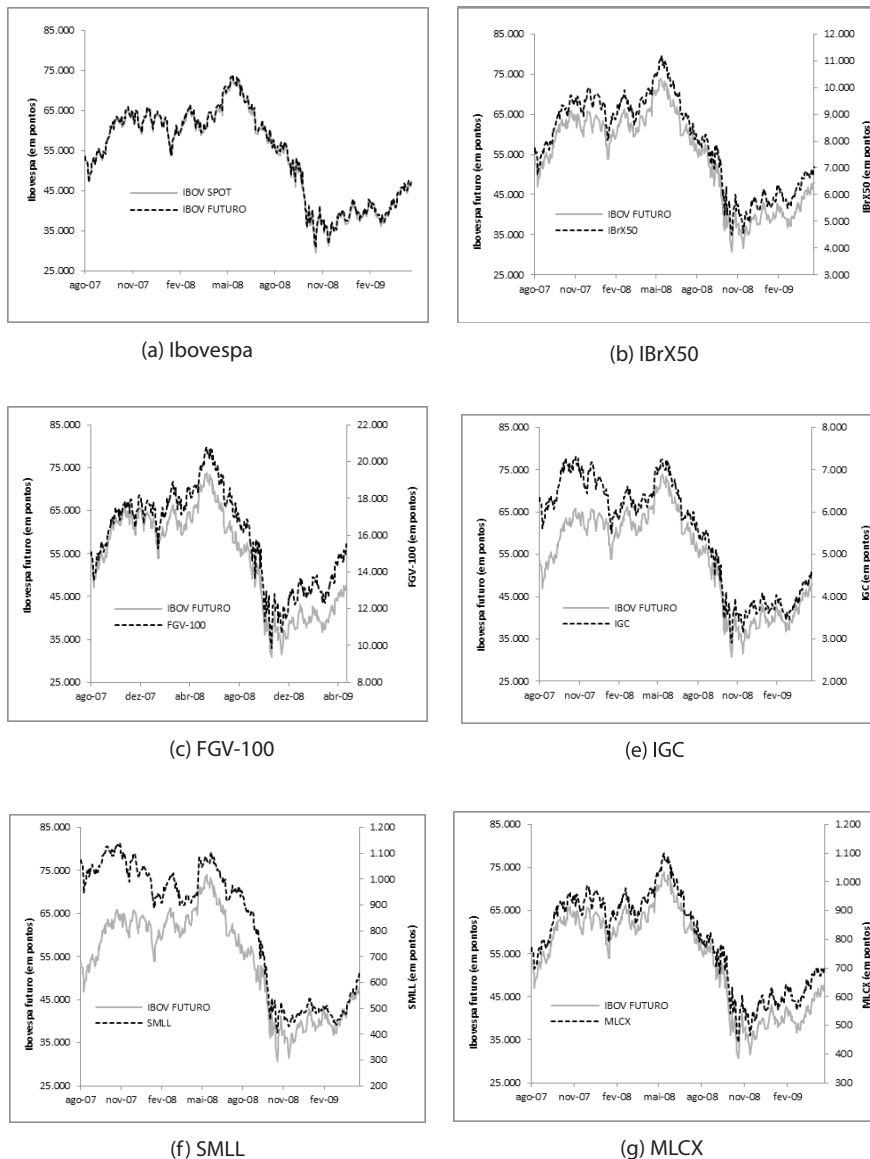 85.000
75.000
65.000
55.000
45.000
35.000
25.000
Ibovespa (em pontos)
IBOV SPOT
IBOV FUTURO
ago-07 nov-07 fev-08 mai-08 ago-08 nov-08 fev-09
(a) Ibovespa
85.000
75.000
65.000
55.000
45.000
35.000
25.000
Ibovespa futuro (em pontos)
IBOV FUTURO
IBrX50
12.000
11.000
10.000
9.000
8.000
7.000
6.000
5.000
4.000
3.000
IBrX50 (em pontos)
ago-07 nov-07 fev-08 mai-08 ago-08 nov-08 fev-09
(b) IBrX50
85.000
75.000
65.000
55.000
45.000
35.000
25.000
Ibovespa futuro (em pontos)
IBOV FUTURO
FGV-100
22.000
20.000
18.000
16.000
14.000
12.000
10.000
8.000
FGV-100 (em pontos)
ago-07 dez-07 abr-08 ago-08 dez-08 abr-09
(c) FGV-100
85.000
75.000
65.000
55.000
45.000
35.000
25.000
Ibovespa futuro (em pontos)
IBOV FUTURO
IGC
8.000
7.000
6.000
5.000
4.000
3.000
2.000
IGC (em pontos)
ago-07 nov-07 fev-08 mai-08 ago-08 nov-08 fev-09
(e) IGC
85.000
75.000
65.000
55.000
45.000
35.000
25.000
Ibovespa futuro (em pontos)
IBOV FUTURO
SMLL
1.200
1.100
1.000
900
800
700
600
500
400
300
200
SMLL (em pontos)
ago-07 nov-07 fev-08 mai-08 ago-08 nov-08 fev-09
(f) SMLL
85.000
75.000
65.000
55.000
45.000
35.000
25.000
Ibovespa futuro (em pontos)
IBOV FUTURO
MLCX
1.200
1.100
1.000
900
800
700
600
500
400
300
MLCX (em pontos)
ago-07 nov-07 fev-08 mai-08 ago-08 nov-08 fev-09
(g) MLCX